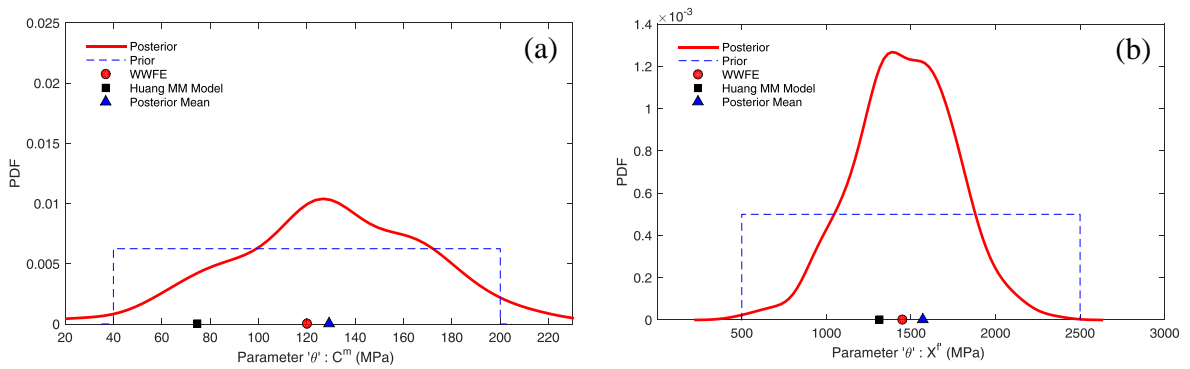 (a)
0.025
0.02
0.015
0.01
0.005
0
PDF
Posterior
Prior
WWFE
Huang MM Model
Posterior Mean
20 40 60 80 100 120 140 160 180 200 220
Parameter 'θ' : C^m (MPa)
(b)
×10^-3
1.4
1.2
1
0.8
0.6
0.4
0.2
0
PDF
Posterior
Prior
WWFE
Huang MM Model
Posterior Mean
500 1000 1500 2000 2500 3000
Parameter 'θ' : X (MPa)